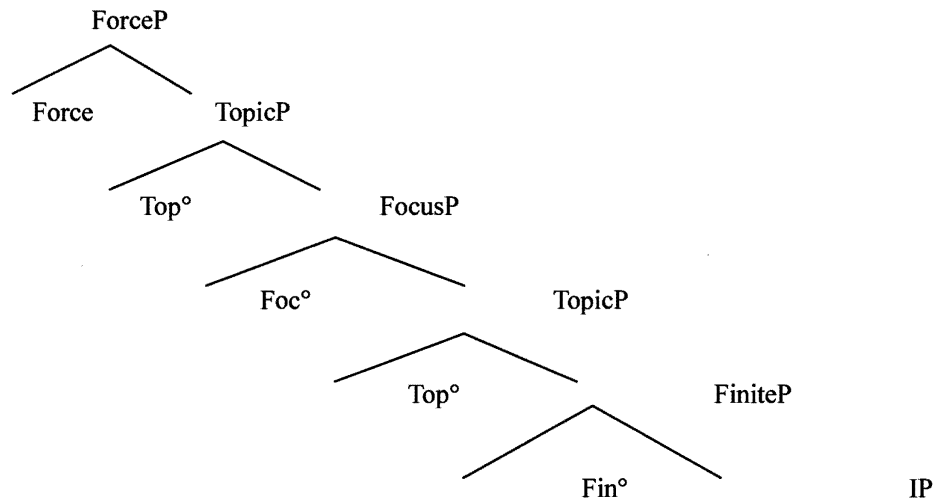 ForceP
Force TopicP
Top° FocusP
Foc° TopicP
Top° FiniteP
Fin° IP